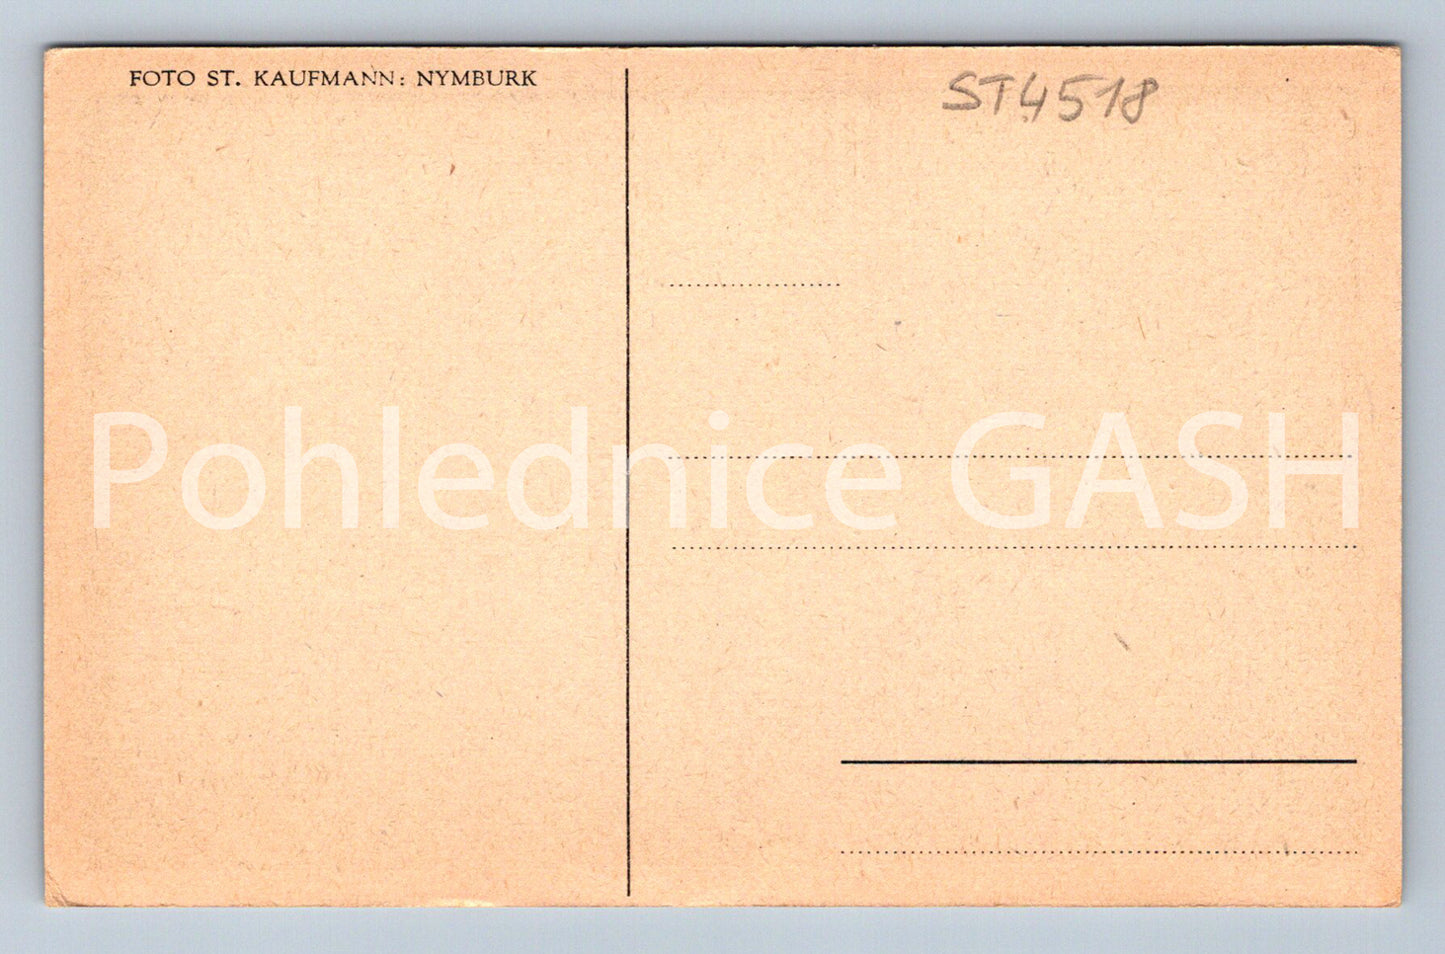 FOTO ST. KAUFMANN: NYMBURK
ST4518
Pohlednice GASH